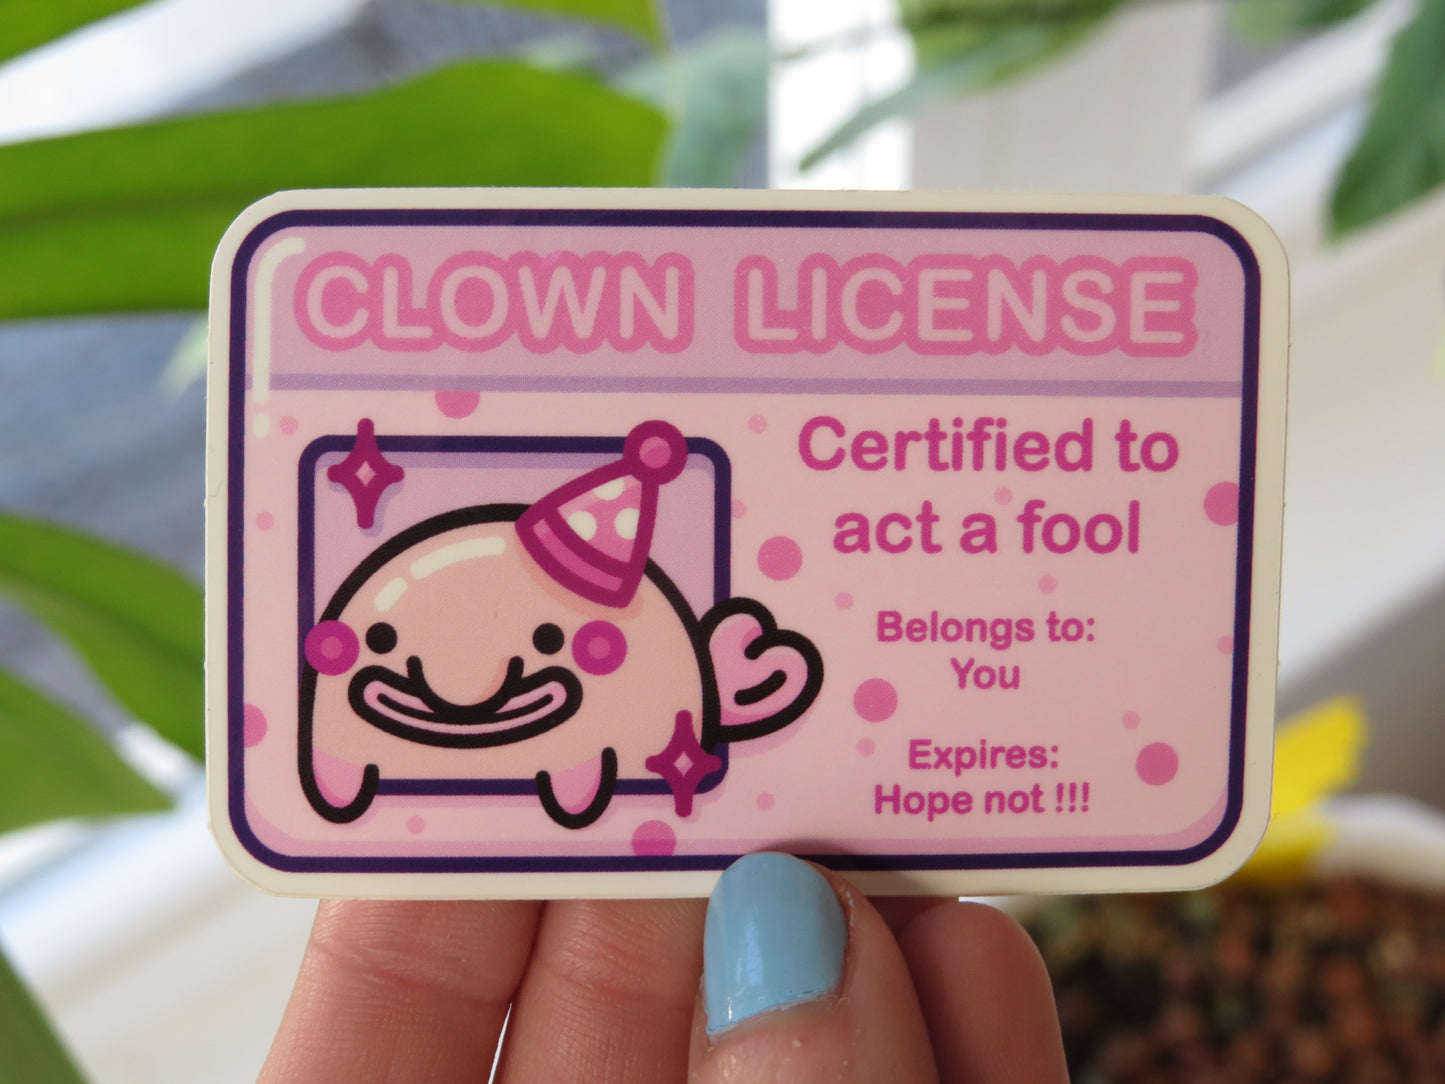 CLOWN LICENSE
Certified to
act a fool
Belongs to:
You
Expires:
Hope not !!!